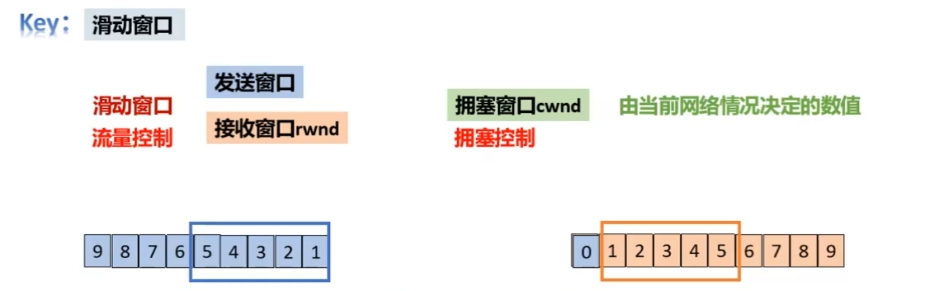 Key： 滑动窗口
发送窗口
滑动窗口
拥塞窗口cwnd 由当前网络情况决定的数值
接收窗口rwnd
流量控制
拥塞控制
9 8 7 6 5 4 3 2 1
0 1 2 3 4 5 6 7 8 9